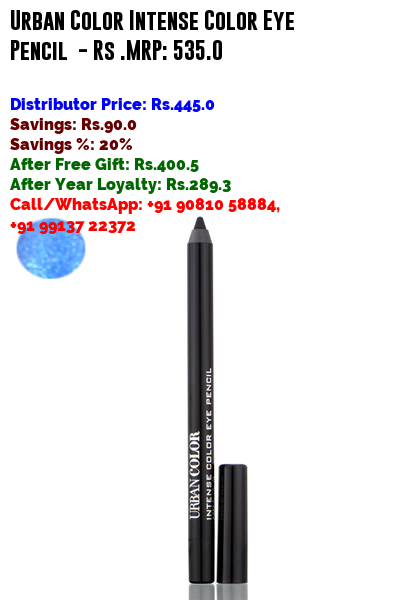 Urban Color Intense Color Eye
Pencil - Rs .MRP: 535.0
Distributor Price: Rs.445.0
Savings: Rs.90.0
Savings %: 20%
After Free Gift: Rs.400.5
After Year Loyalty: Rs.289.3
Call/WhatsApp: +91 90810 58884,
+91 99137 22372
URBAN COLOR
INTENSE COLOR EYE PENCIL